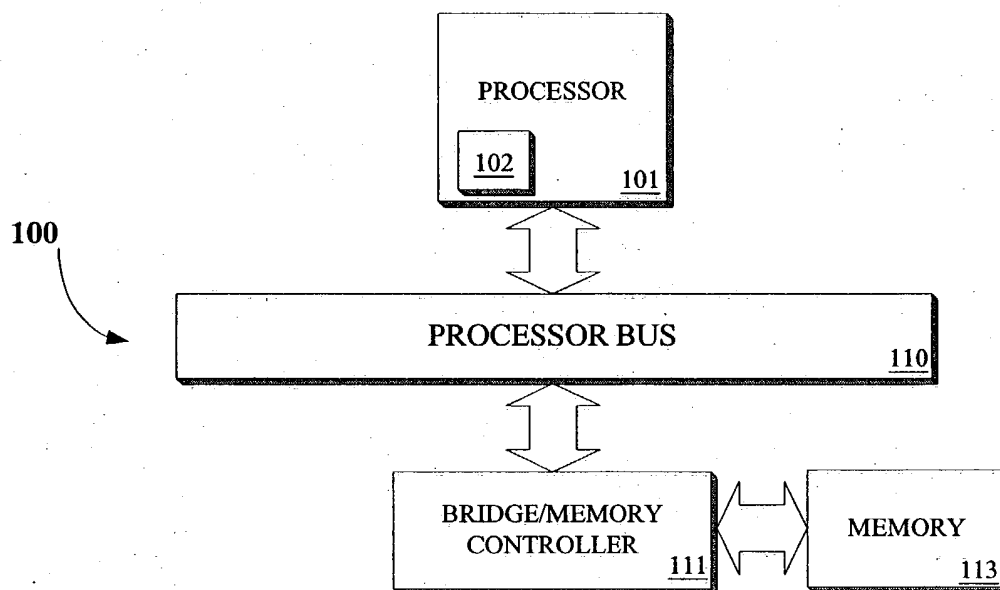 PROCESSOR
102
101
100
PROCESSOR BUS
110
BRIDGE/MEMORY
CONTROLLER
111
MEMORY
113